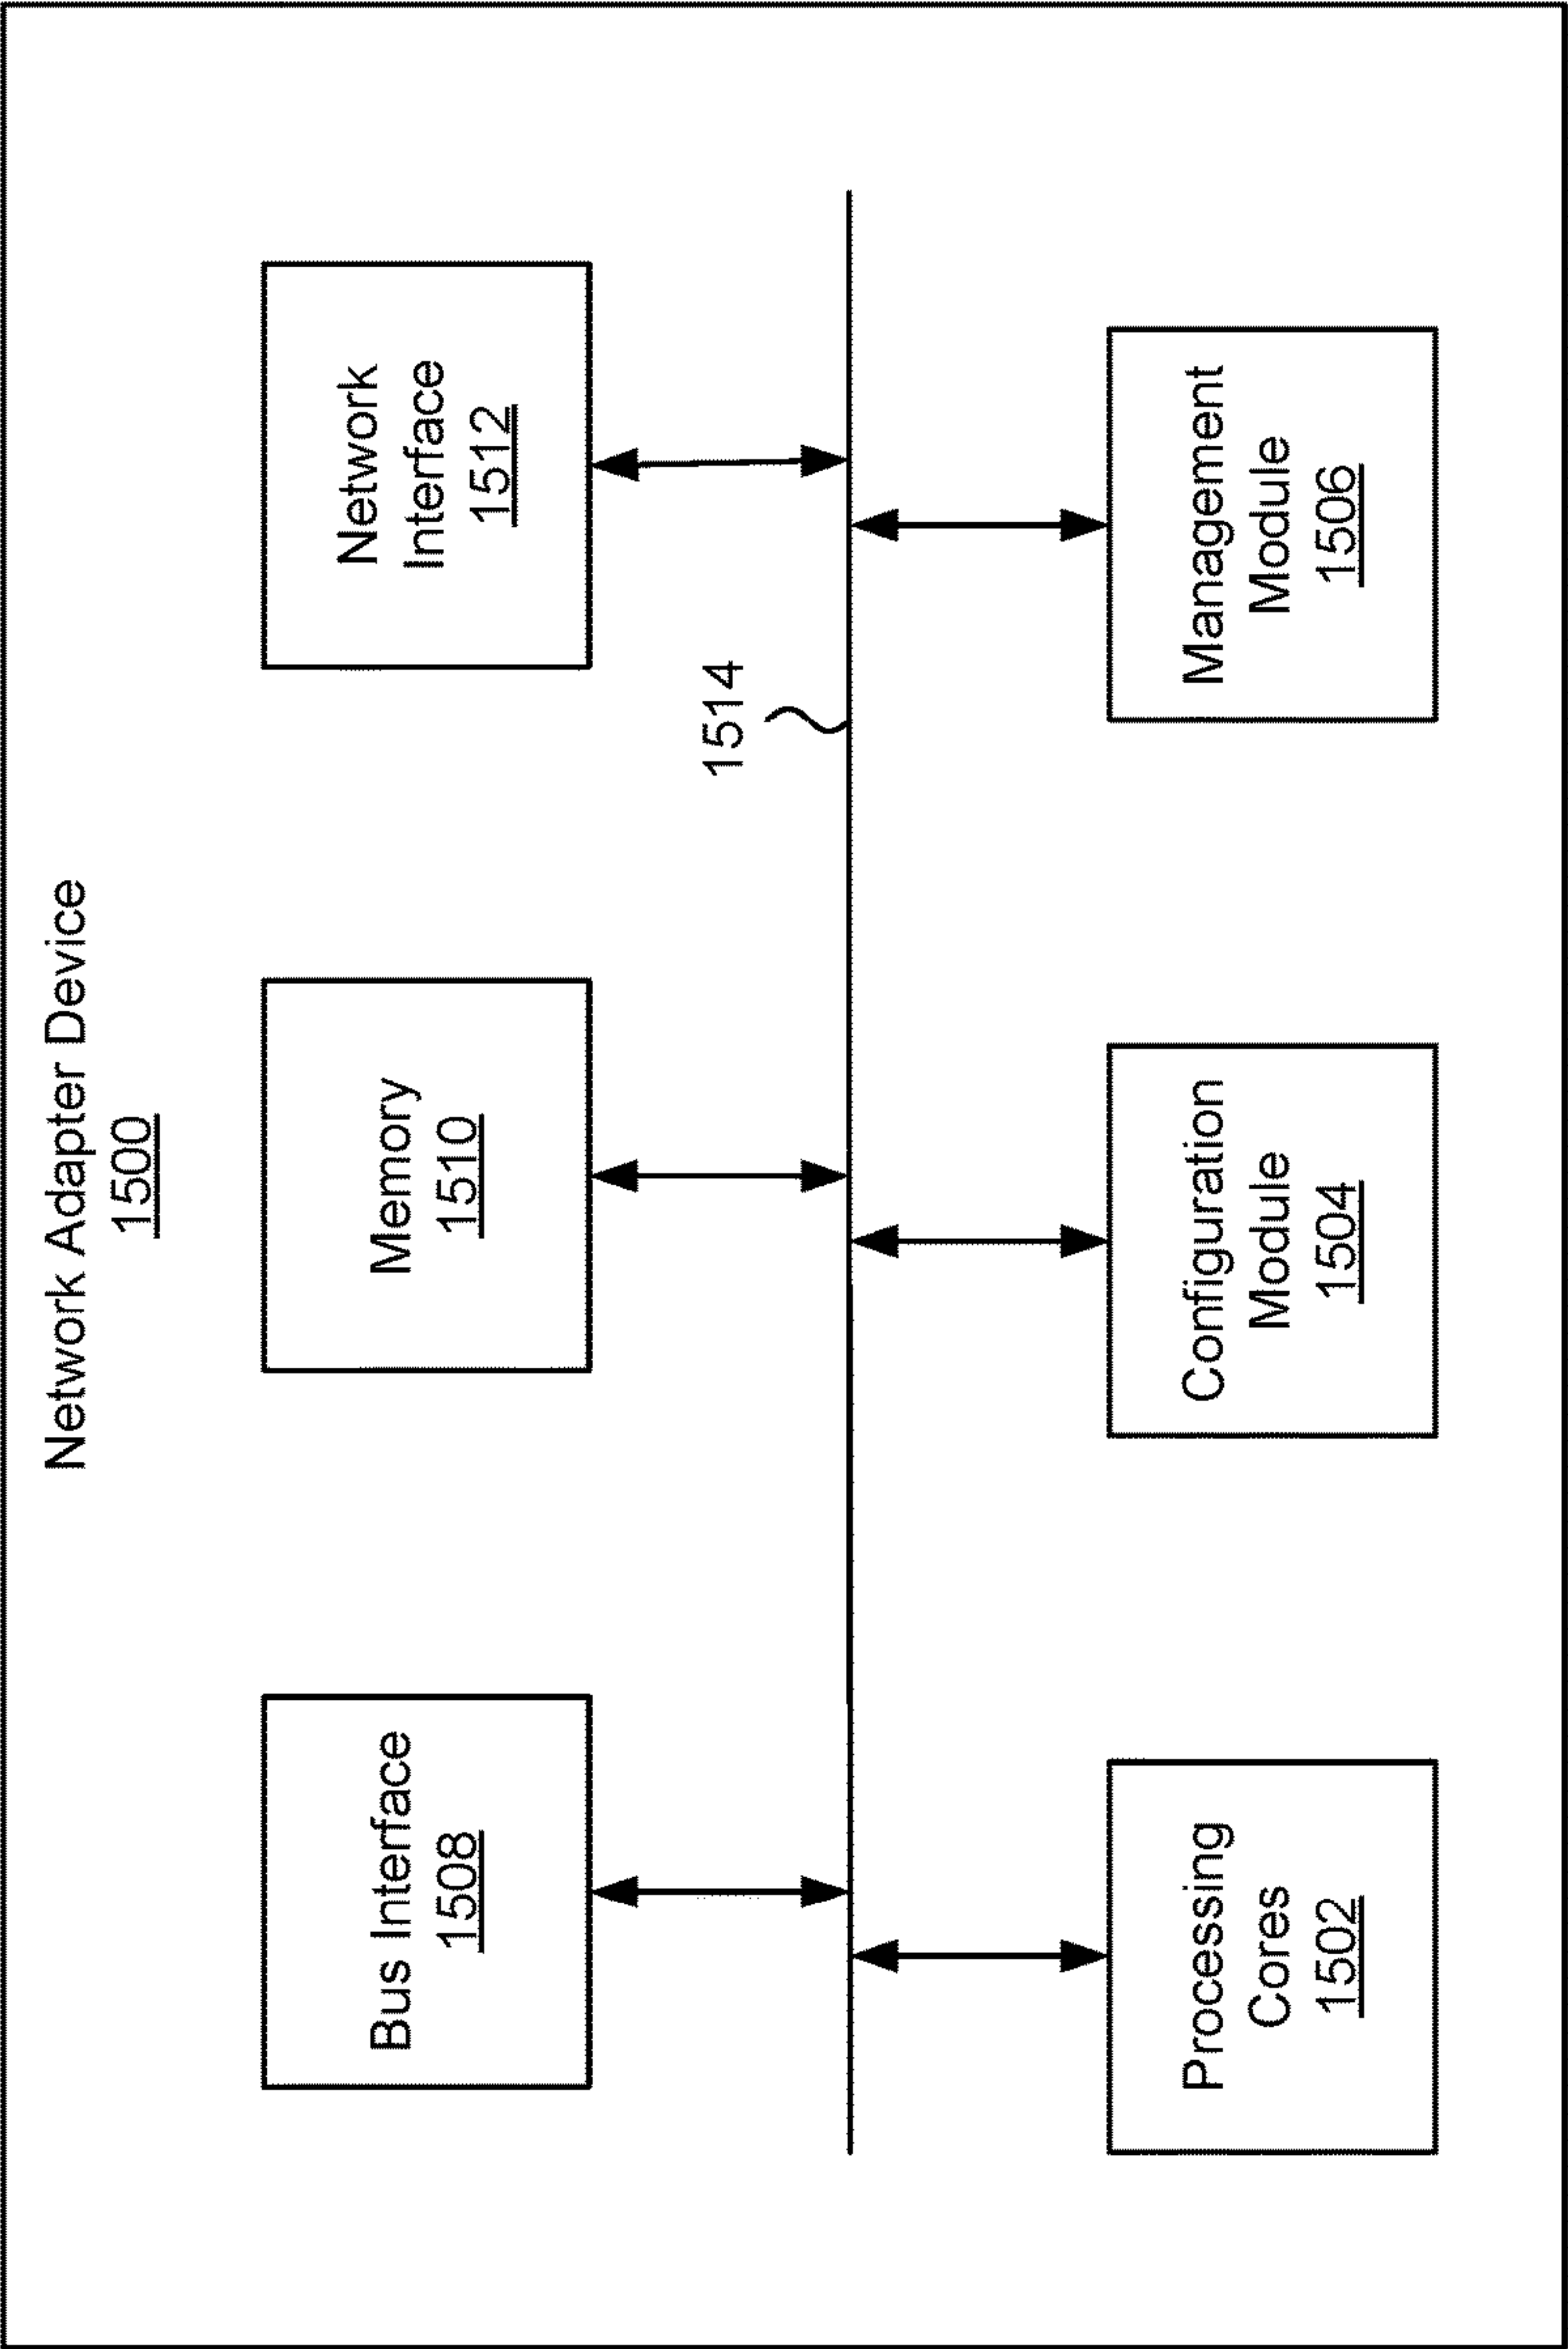 Network Adapter Device
1500
Bus Interface
1508
Memory
1510
Network
Interface
1512
1514
Processing
Cores
1502
Configuration
Module
1504
Management
Module
1506